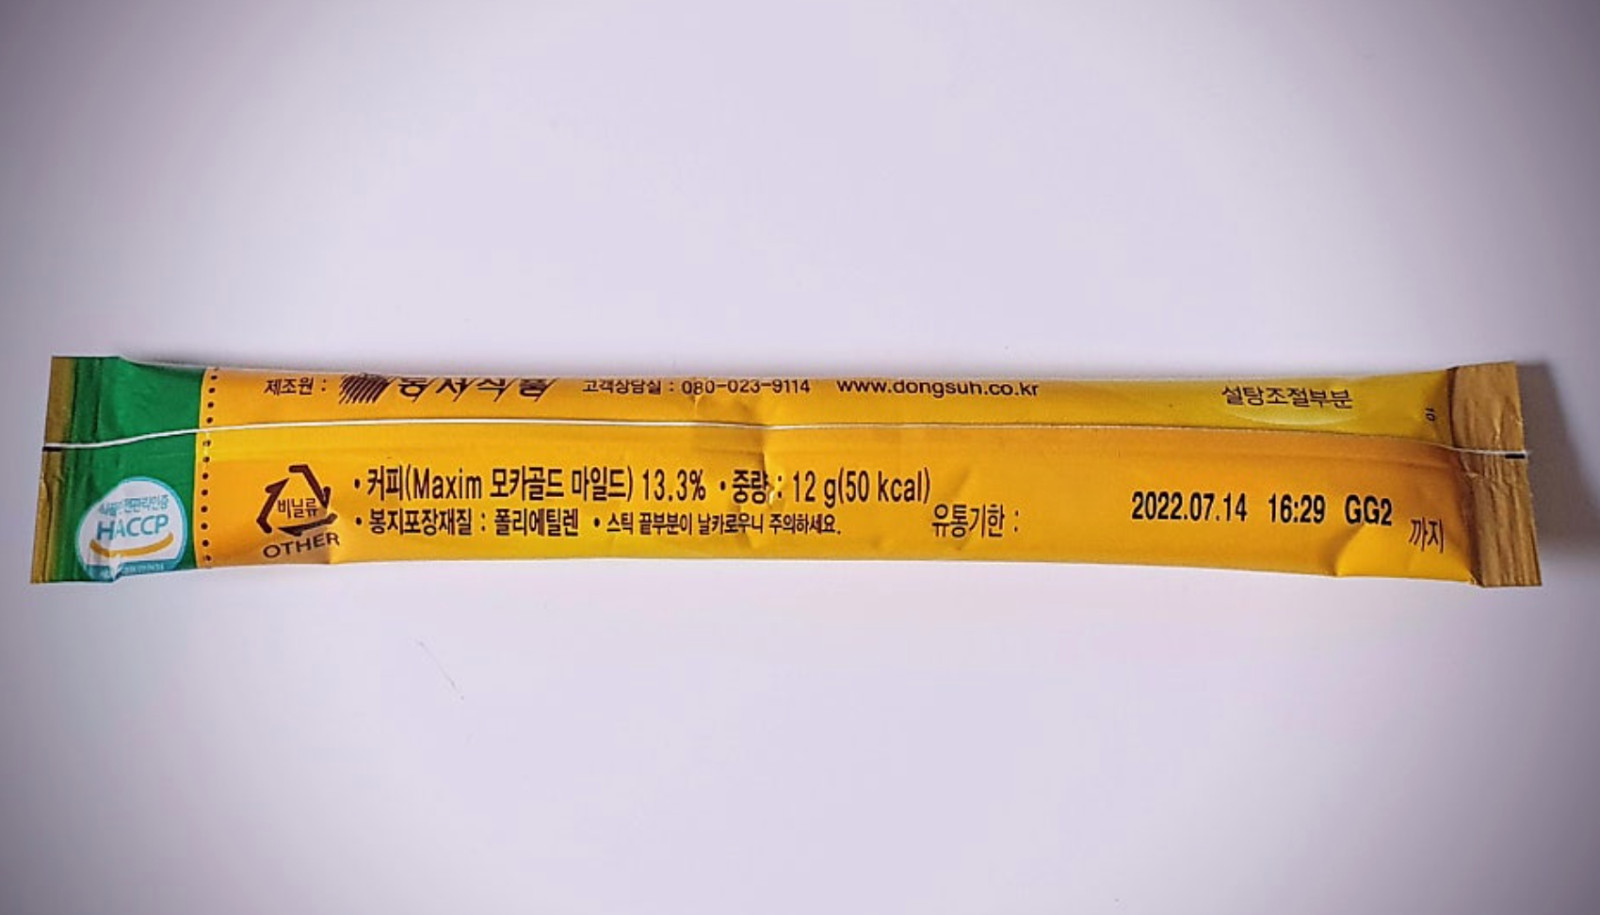 제조원 : 동서식품 고객상담실 : 080-023-9114 www.dongsuh.co.kr 설탕조절부분
비닐류
OTHER
• 커피(Maxim 모카골드 마일드) 13.3% • 중량 : 12 g(50 kcal)
• 봉지포장재질 : 폴리에틸렌 • 스틱 끝부분이 날카로우니 주의하세요.
유통기한 : 2022.07.14 16:29 GG2 까지
HACCP